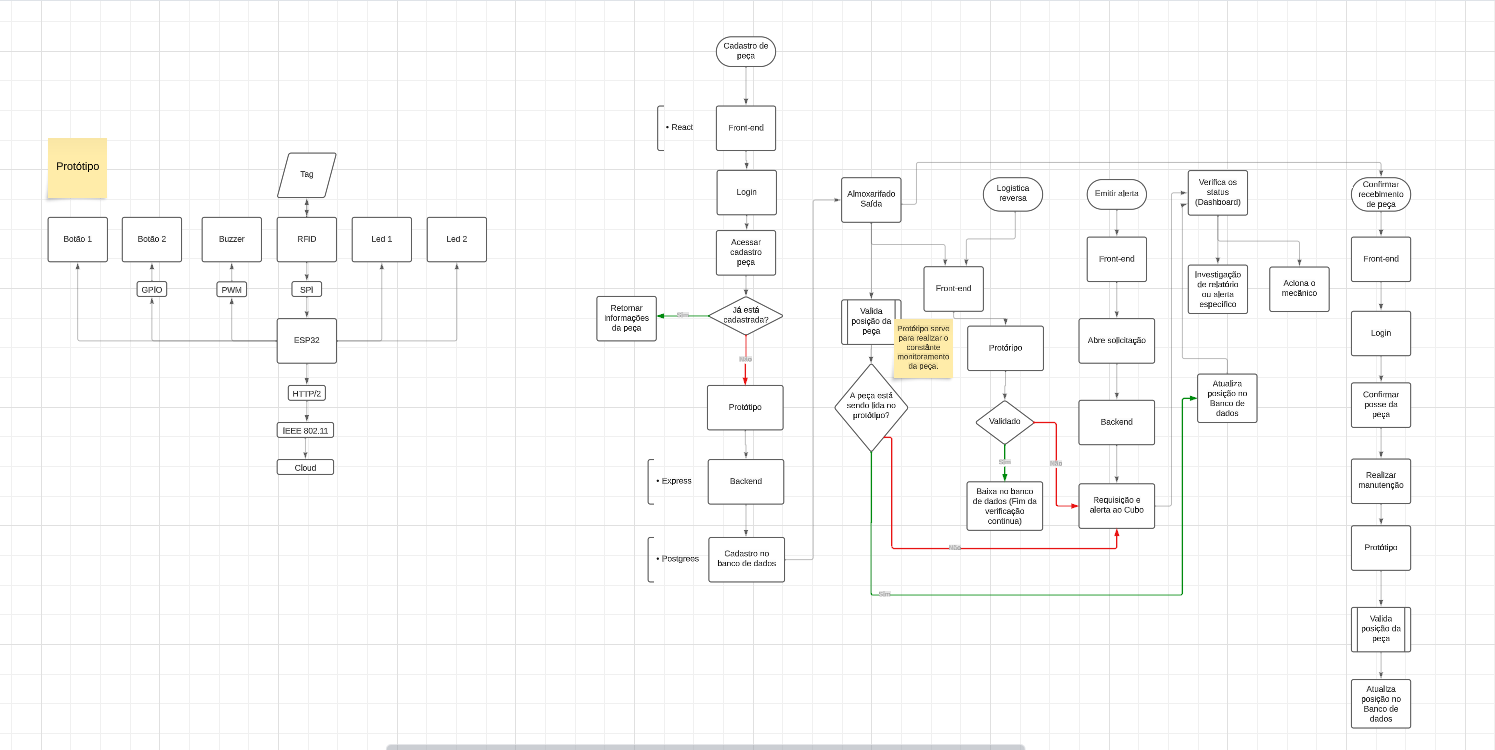 Protótipo
Tag
Botão 1
Botão 2
Buzzer
RFID
Led 1
Led 2
GPÍO
PWM
SPÍ
ESP32
HTTP/2
IEEE 802.11
Cloud
Cadastro de
peça
• React
Front-end
Login
Acessar
cadastro
peça
Já está
cadastrada?
Sim
Não
Retornar
informações
da peça
Protótipo
• Express
Backend
• Postgrees
Cadastro no
banco de dados
Almoxarifado
Saída
Valida
posição da
peça
Protótipo serve
para realizar o
constânte
monitoramento
da peça.
A peça está
sendo lida no
protótipo?
Não
Sim
Logística
reversa
Front-end
Protóripo
Validado
Sim
Não
Baixa no banco
de dados (Fim da
verificação
continua)
Emitir alerta
Front-end
Abre solicitação
Backend
Requisição e
alerta ao Cubo
Verifica os
status
(Dashboard)
Investigação
de relatório
ou alerta
específico
Aciona o
mecânico
Atualiza
posição no
Banco de
dados
Confirmar
recebimento
de peça
Front-end
Login
Confirmar
posse da
peça
Realizar
manutenção
Protótipo
Valida
posição da
peça
Atualiza
posição no
Banco de
dados